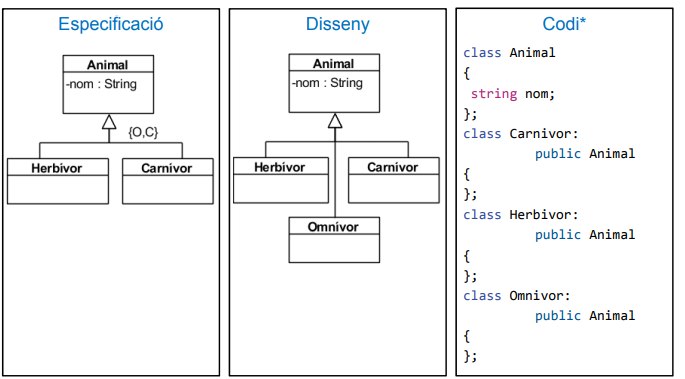 Especificació
Animal
-nom : String
{O,C}
Herbívor
Carnívor
Disseny
Animal
-nom : String
Herbívor
Carnívor
Omnívor
Codi*
class Animal
{
string nom;
};
class Carnivor:
public Animal
{
};
class Herbivor:
public Animal
{
};
class Omnivor:
public Animal
{
};